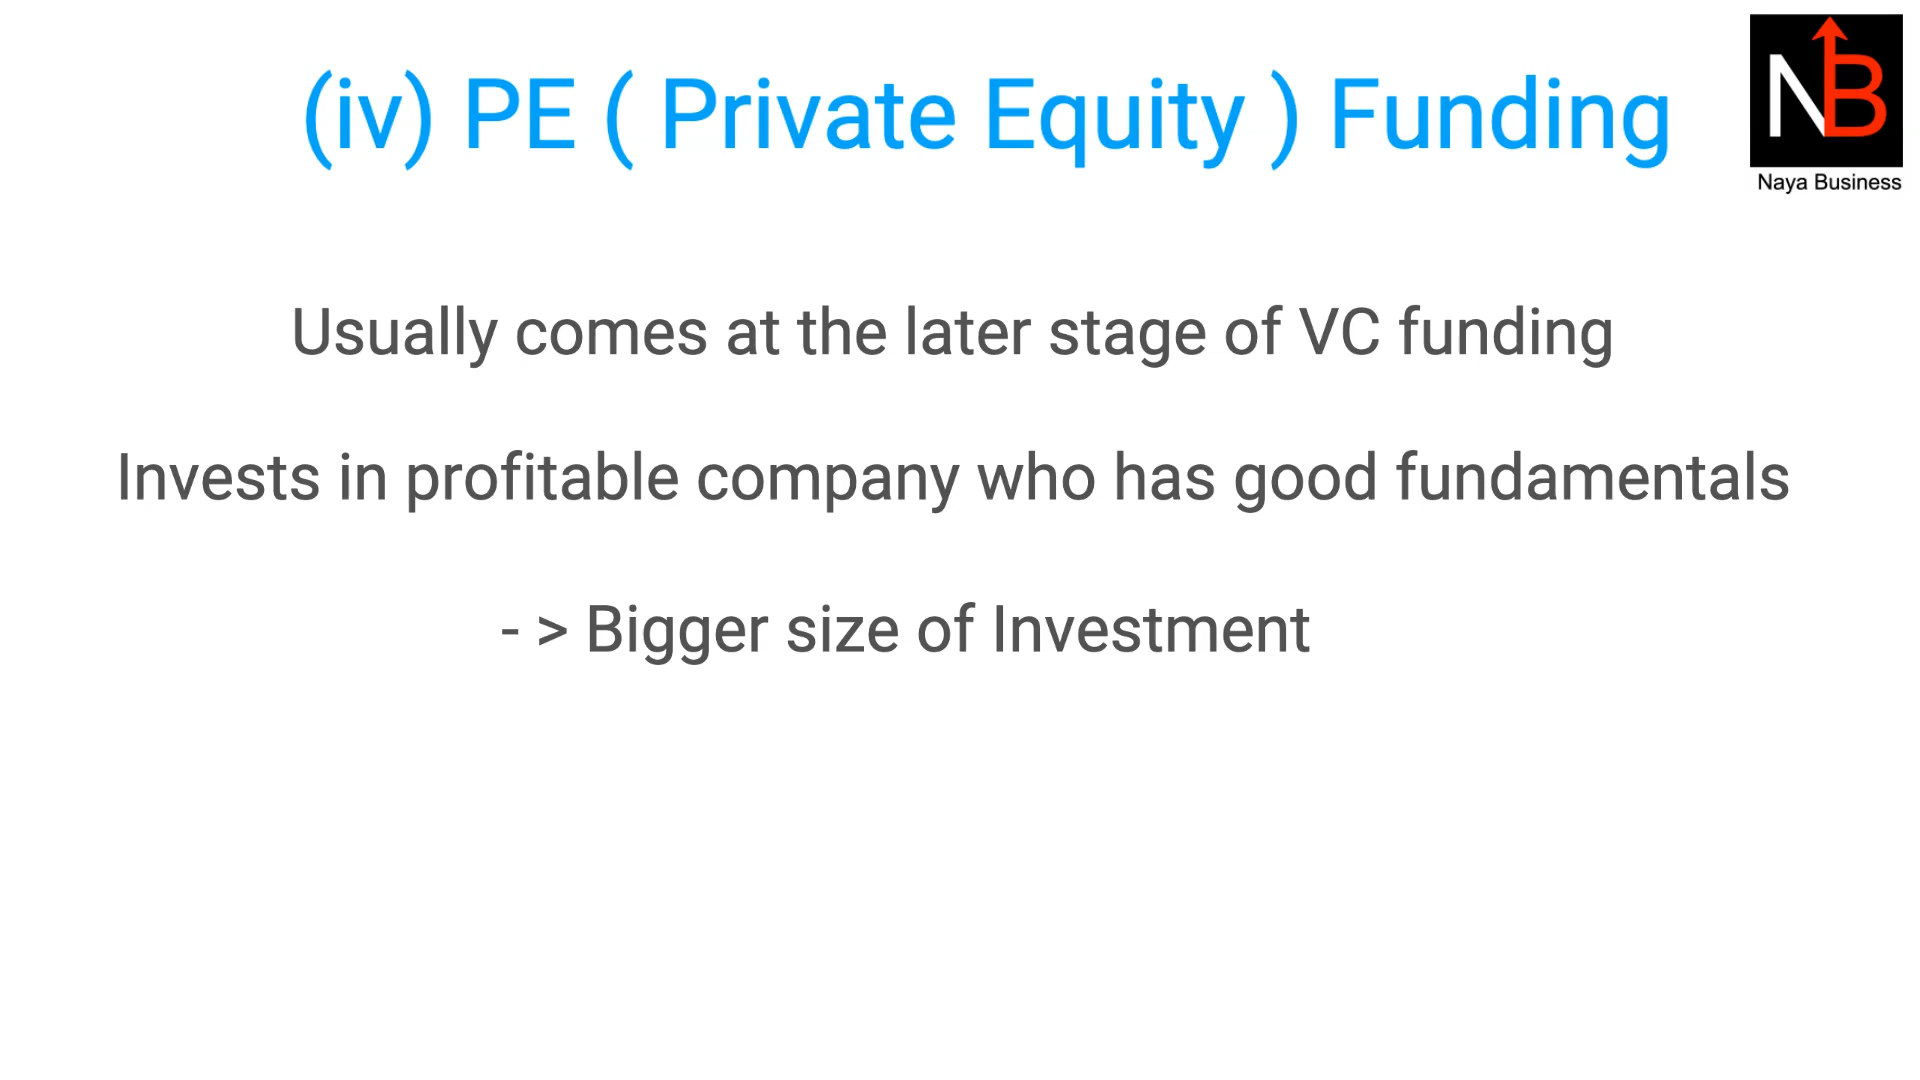 (iv) PE ( Private Equity ) Funding
NB
Naya Business
Usually comes at the later stage of VC funding
Invests in profitable company who has good fundamentals
- > Bigger size of Investment